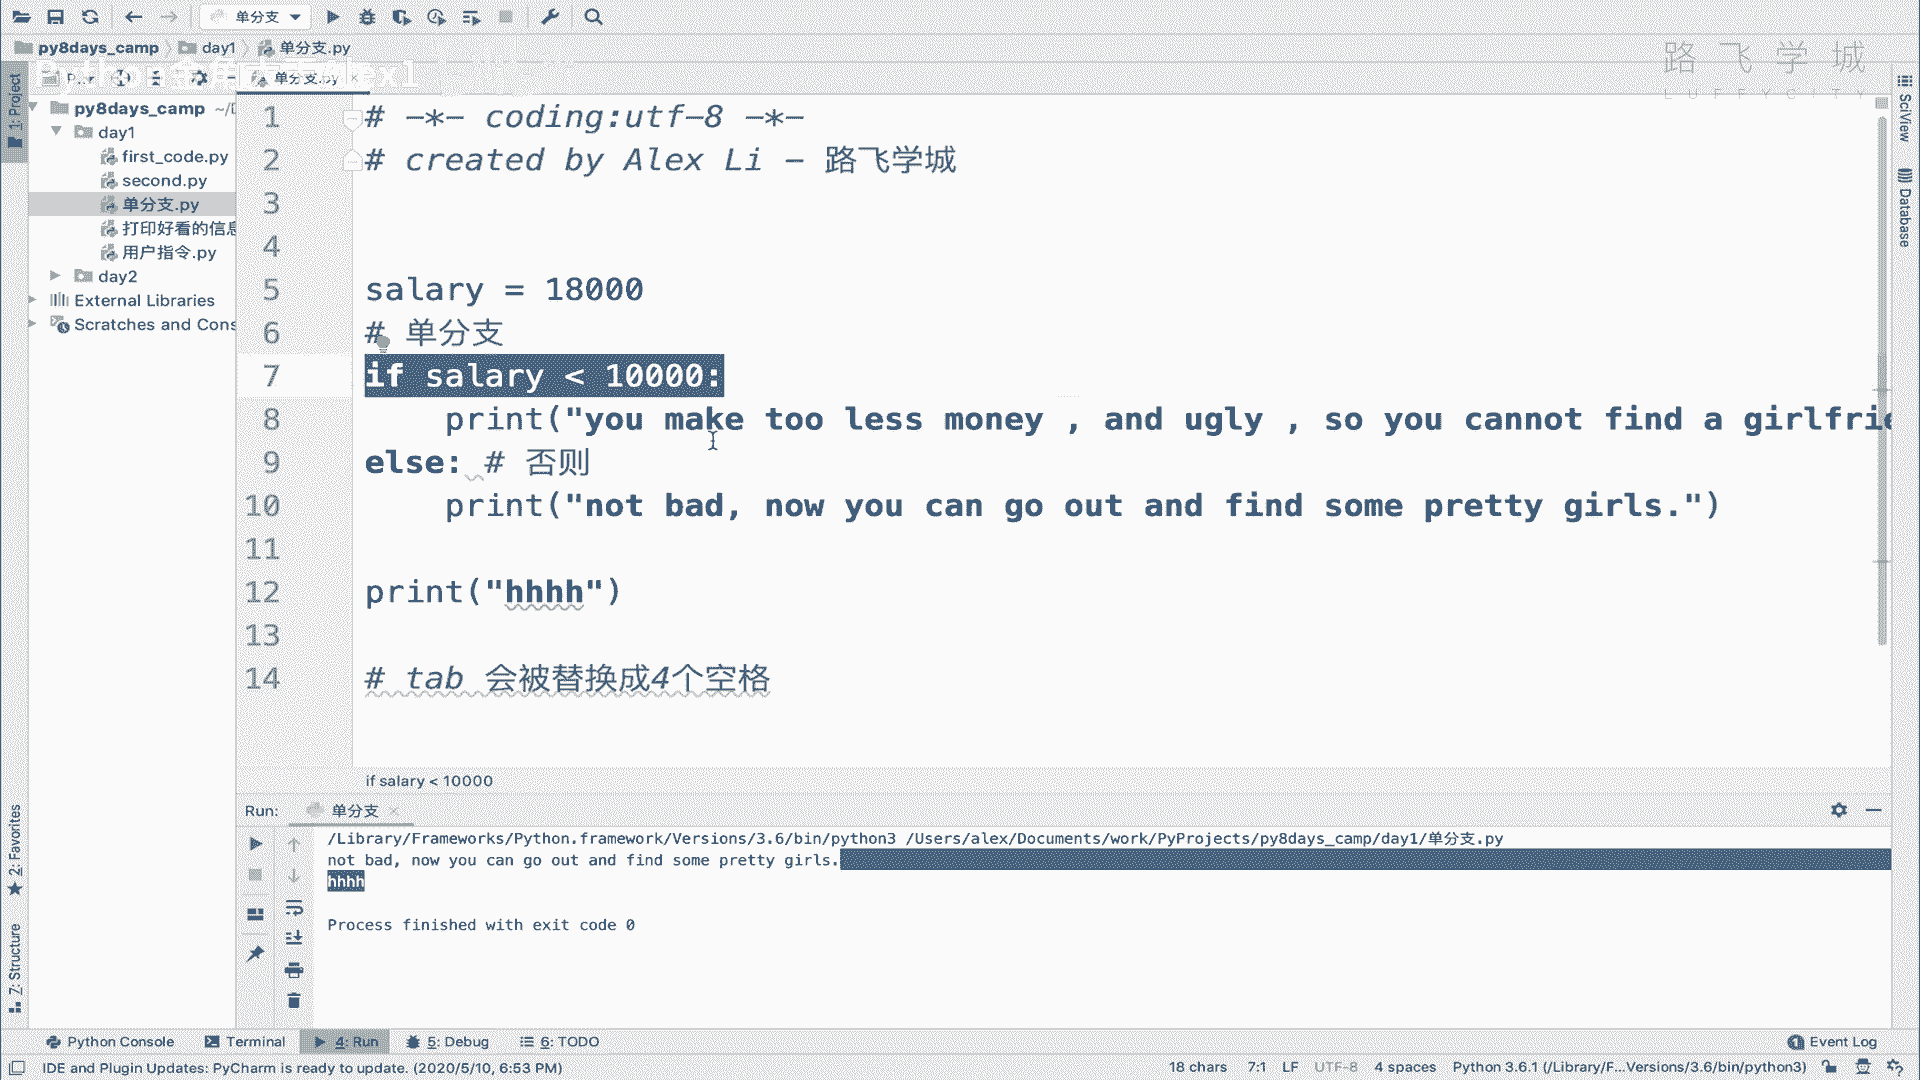 单分支
py8days_camp
day1
单分支.py
路飞学城
LUFFYCITY
单分支.py
1: Project
py8days_camp
day1
first_code.py
second.py
单分支.py
打印好看的信息
用户指令.py
day2
External Libraries
Scratches and Cons
1 # -*- coding:utf-8 -*-
2 # created by Alex Li - 路飞学城
3
4
5 salary = 18000
6 # 单分支
7 if salary < 10000:
8 print("you make too less money , and ugly , so you cannot find a girlfrie
9 else: # 否则
10 print("not bad, now you can go out and find some pretty girls.")
11
12 print("hhhh")
13
14 # tab 会被替换成4个空格
if salary < 10000
SciView
Database
2: Favorites
7: Structure
Run: 单分支
/Library/Frameworks/Python.framework/Versions/3.6/bin/python3 /Users/alex/Documents/work/PyProjects/py8days_camp/day1/单分支.py
not bad, now you can go out and find some pretty girls.
hhhh
Process finished with exit code 0
Python Console Terminal 4: Run 5: Debug 6: TODO 1 Event Log
IDE and Plugin Updates: PyCharm is ready to update. (2020/5/10, 6:53 PM) 18 chars 7:1 LF UTF-8 4 spaces Python 3.6.1 (/Library/F...Versions/3.6/bin/python3)